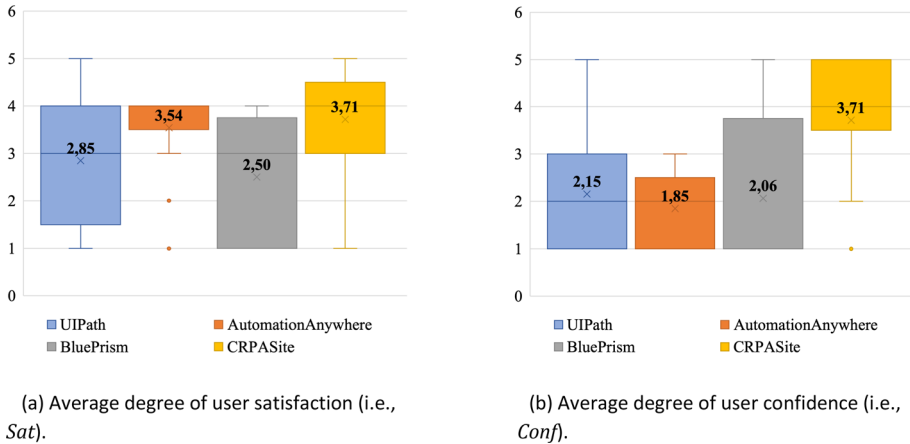 6
5
4
3
2
1
0
2,85
3,54
2,50
3,71
UIPath
AutomationAnywhere
BluePrism
CRPASite
(a) Average degree of user satisfaction (i.e.,
Sat).
6
5
4
3
2
1
0
2,15
1,85
2,06
3,71
UIPath
AutomationAnywhere
BluePrism
CRPASite
(b) Average degree of user confidence (i.e.,
Conf).